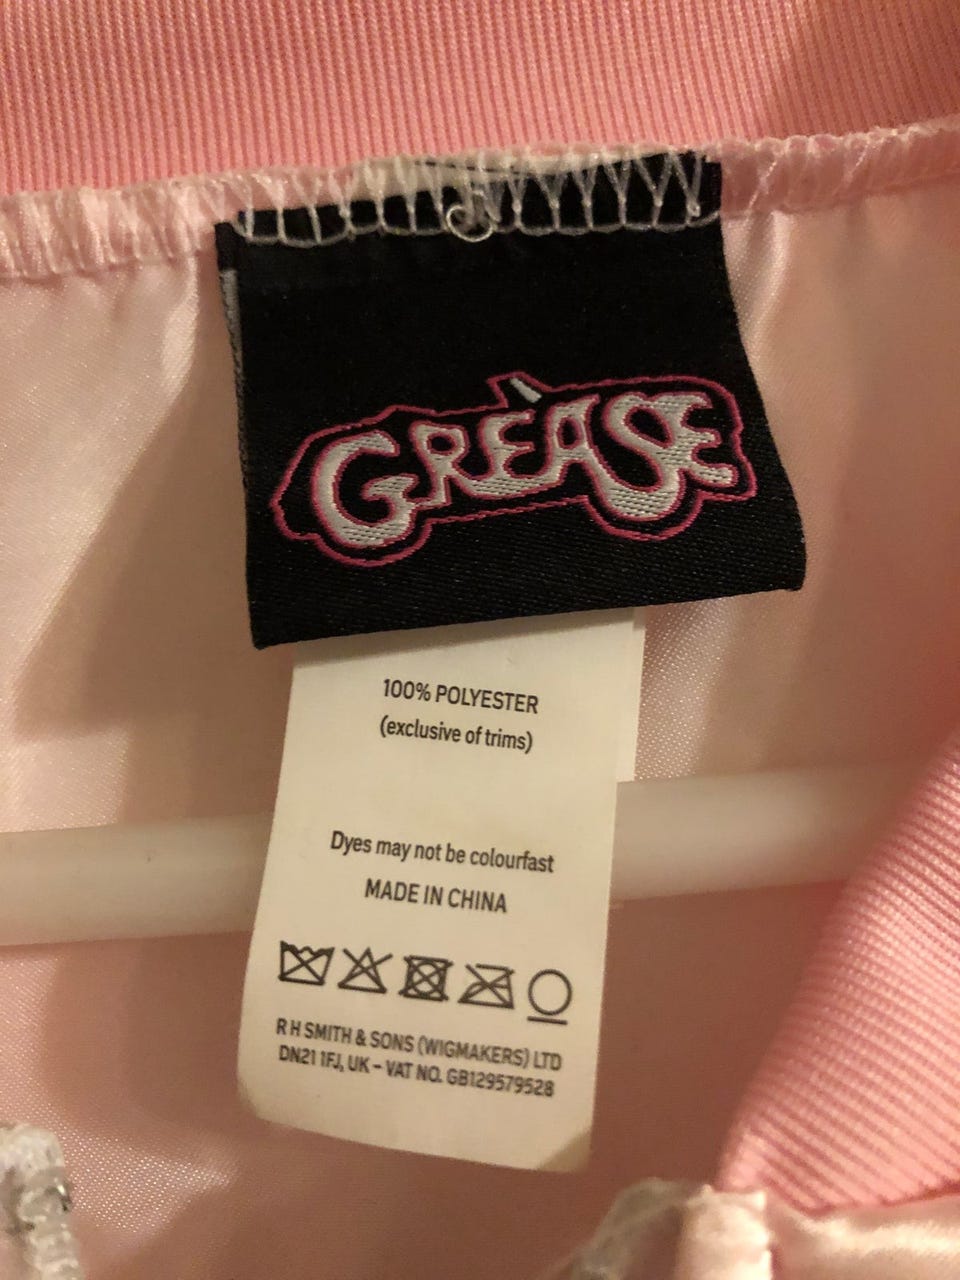 GREASE
100% POLYESTER
(exclusive of trims)
Dyes may not be colourfast
MADE IN CHINA
R H SMITH & SONS (WIGMAKERS) LTD
DN21 1FJ, UK – VAT NO. GB129579528